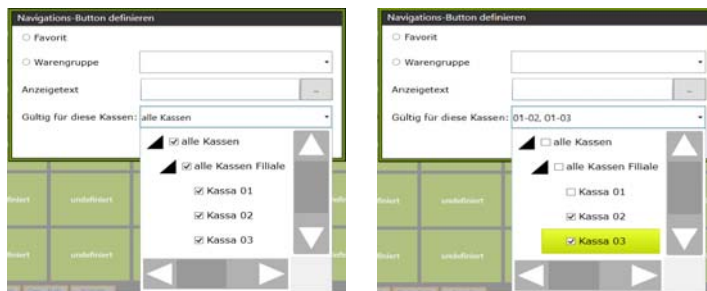 Navigations-Button definieren
Favorit
Warengruppe
Anzeigetext
...
Gültig für diese Kassen: alle Kassen
alle Kassen
alle Kassen Filiale
Kassa 01
Kassa 02
Kassa 03
undefiniert
undefiniert
Navigations-Button definieren
Favorit
Warengruppe
Anzeigetext
...
Gültig für diese Kassen: 01-02, 01-03
alle Kassen
alle Kassen Filiale
Kassa 01
Kassa 02
Kassa 03
undefiniert
undefiniert